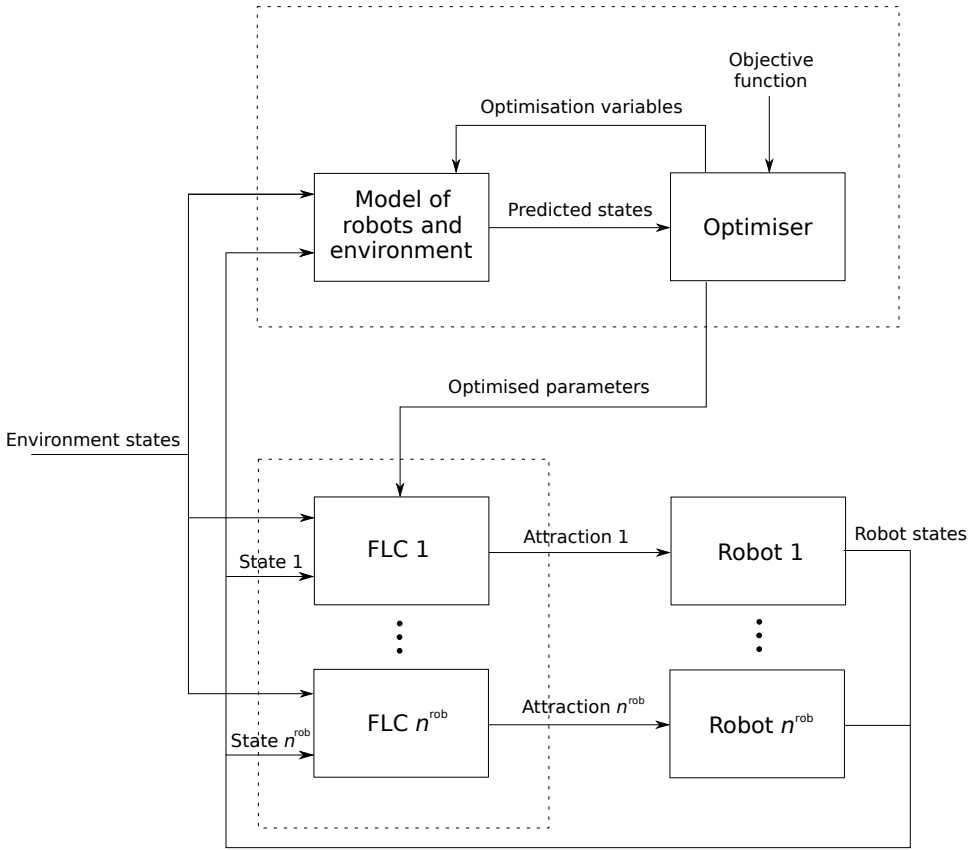 Objective
function
Optimisation variables
Model of
robots and
environment
Predicted states
Optimiser
Optimised parameters
Environment states
FLC 1
Attraction 1
Robot 1
Robot states
State 1
FLC n^rob
Attraction n^rob
Robot n^rob
State n^rob